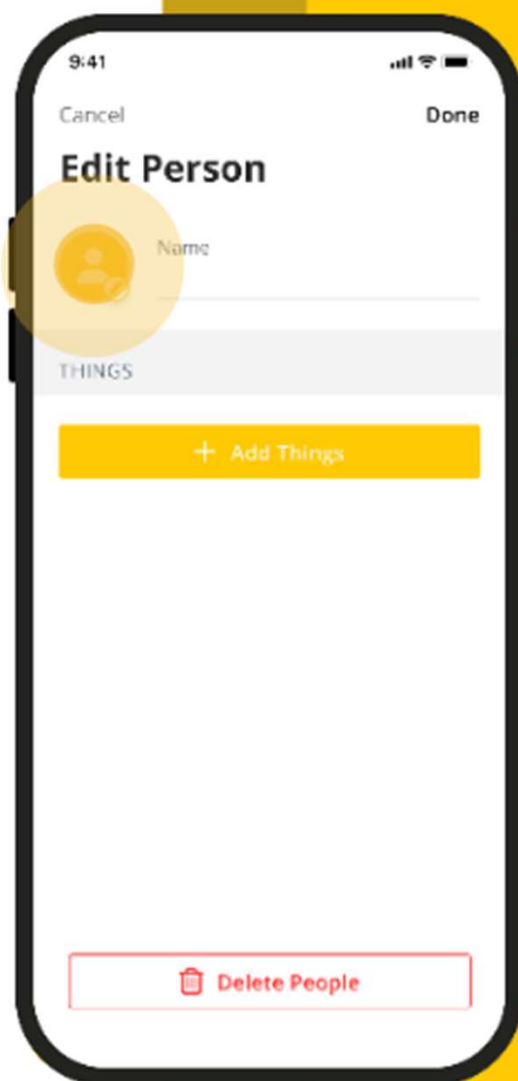 9:41
Cancel
Done
Edit Person
Name
THINGS
+ Add Things
Delete People